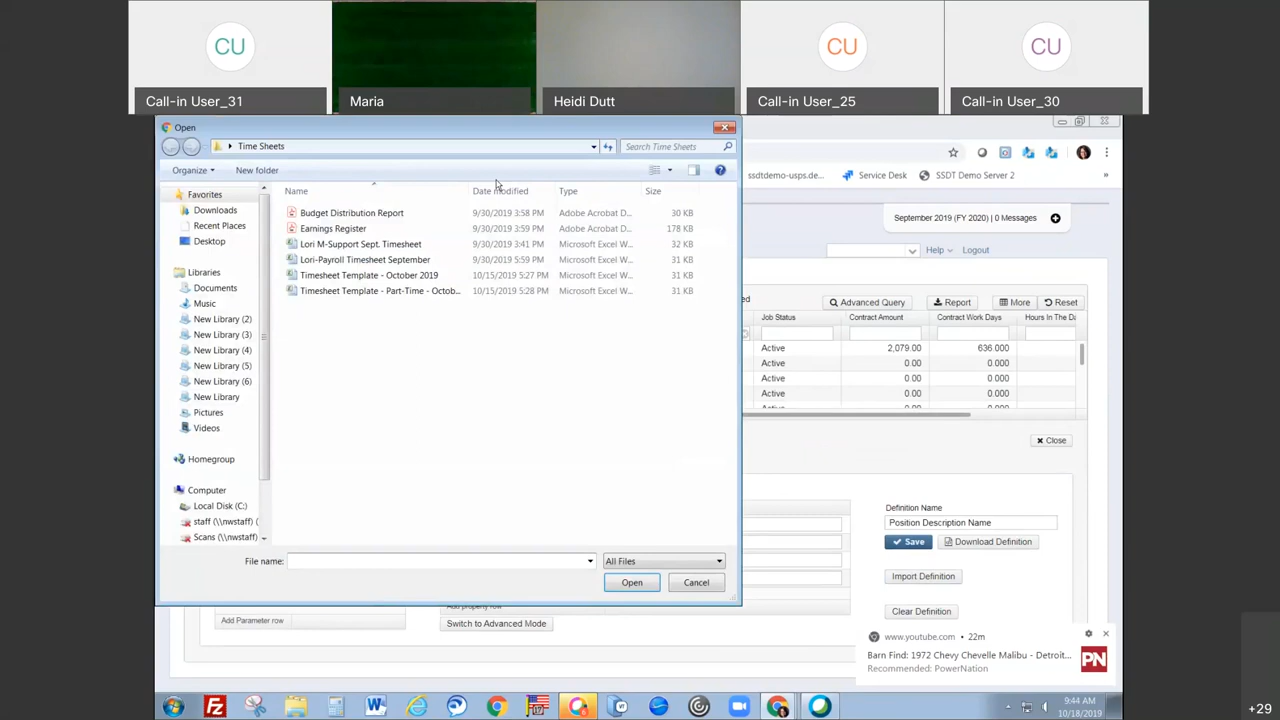 CU
CU
CU
Call-in User_31
Maria
Heidi Dutt
Call-in User_25
Call-in User_30
Open
Time Sheets
Search Time Sheets
Organize
New folder
Name
Date modified
Type
Size
Favorites
Downloads
Recent Places
Desktop
Libraries
Documents
Music
New Library (2)
New Library (3)
New Library (4)
New Library (5)
New Library (6)
New Library
Pictures
Videos
Homegroup
Computer
Local Disk (C:)
staff (\\nwstaff) (
Scans (\\nwstaff)
Budget Distribution Report 9/30/2019 3:58 PM Adobe Acrobat D... 30 KB
Earnings Register 9/30/2019 3:59 PM Adobe Acrobat D... 178 KB
Lori M-Support Sept. Timesheet 9/30/2019 3:41 PM Microsoft Excel W... 32 KB
Lori-Payroll Timesheet September 9/30/2019 5:59 PM Microsoft Excel W... 31 KB
Timesheet Template - October 2019 10/15/2019 5:27 PM Microsoft Excel W... 31 KB
Timesheet Template - Part-Time - Octob... 10/15/2019 5:28 PM Microsoft Excel W... 31 KB
File name:
All Files
Open
Cancel
ssdtdemo-usps.de...
Service Desk
SSDT Demo Server 2
»
September 2019 (FY 2020) | 0 Messages
Help
Logout
ed
Advanced Query
Report
More
Reset
Job Status
Contract Amount
Contract Work Days
Hours In The Da
Active 2,079.00 636.000
Active 0.00 0.000
Active 0.00 0.000
Active 0.00 0.000
Close
Definition Name
Position Description Name
Save
Download Definition
Import Definition
Clear Definition
Add property row
Add Parameter row
Switch to Advanced Mode
www.youtube.com • 22m
Barn Find: 1972 Chevy Chevelle Malibu - Detroit...
Recommended: PowerNation
PN
9:44 AM
10/18/2019
+29